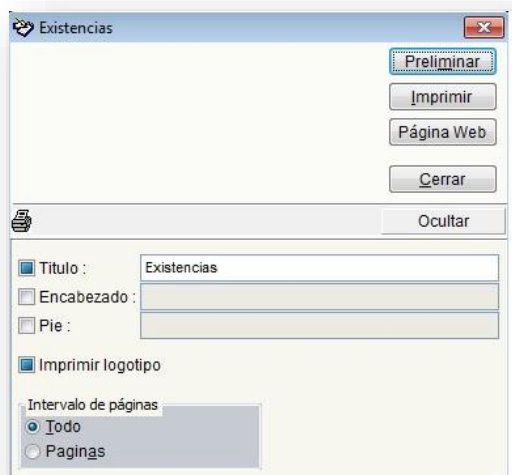 Existencias
Preliminar
Imprimir
Página Web
Cerrar
Ocultar
Titulo : Existencias
Encabezado :
Pie :
Imprimir logotipo
Intervalo de páginas
Todo
Paginas